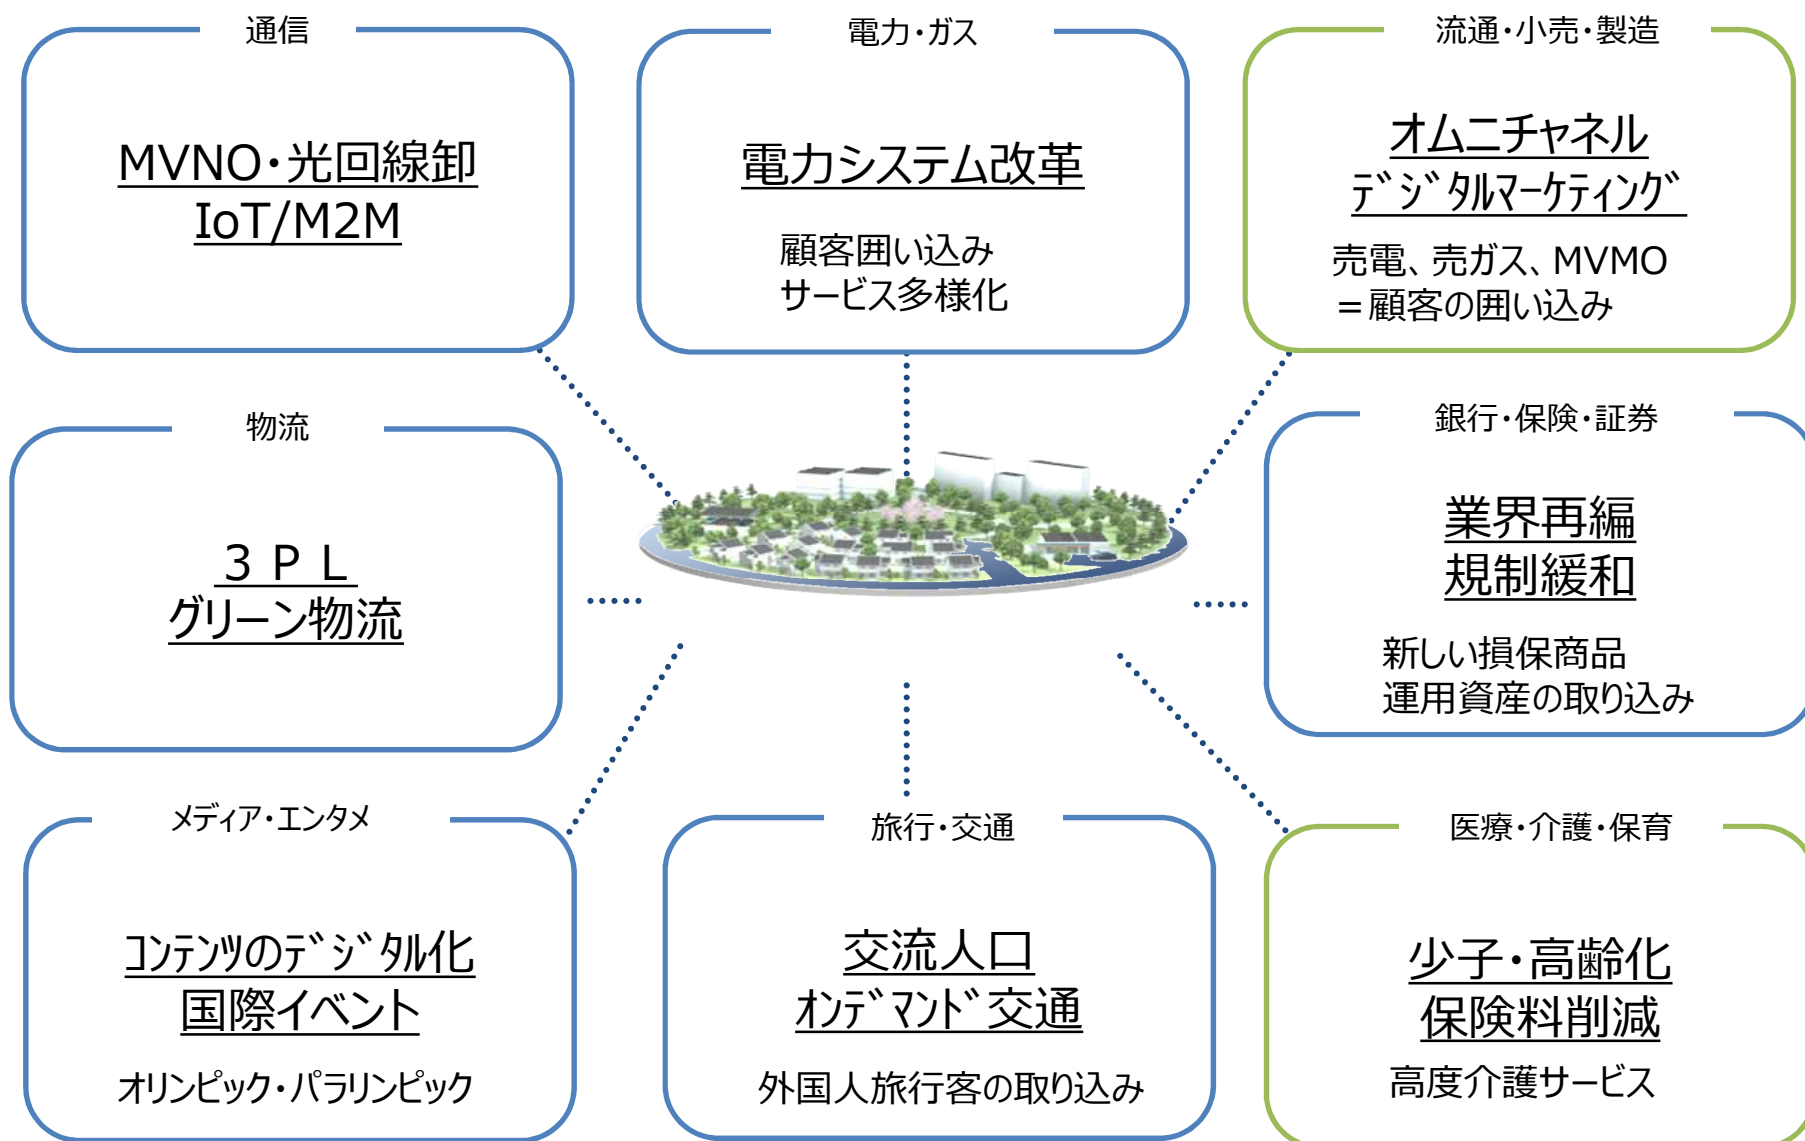 通信
MVNO・光回線卸
IoT/M2M
電力・ガス
電力システム改革
顧客囲い込み
サービス多様化
流通・小売・製造
オムニチャネル
ﾃﾞｼﾞﾀﾙﾏｰｹﾃｨﾝｸﾞ
売電、売ガス、MVMO
＝顧客の囲い込み
物流
３ＰＬ
グリーン物流
銀行・保険・証券
業界再編
規制緩和
新しい損保商品
運用資産の取り込み
メディア・エンタメ
ｺﾝﾃﾝﾂのﾃﾞｼﾞﾀﾙ化
国際イベント
オリンピック・パラリンピック
旅行・交通
交流人口
ｵﾝﾃﾞﾏﾝﾄﾞ交通
外国人旅行客の取り込み
医療・介護・保育
少子・高齢化
保険料削減
高度介護サービス